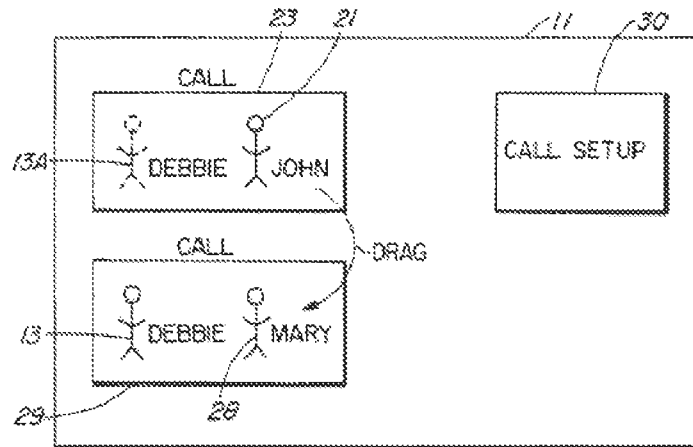 23 21 11 30
CALL
13A DEBBIE JOHN CALL SETUP
CALL DRAG
13 DEBBIE MARY
29 28